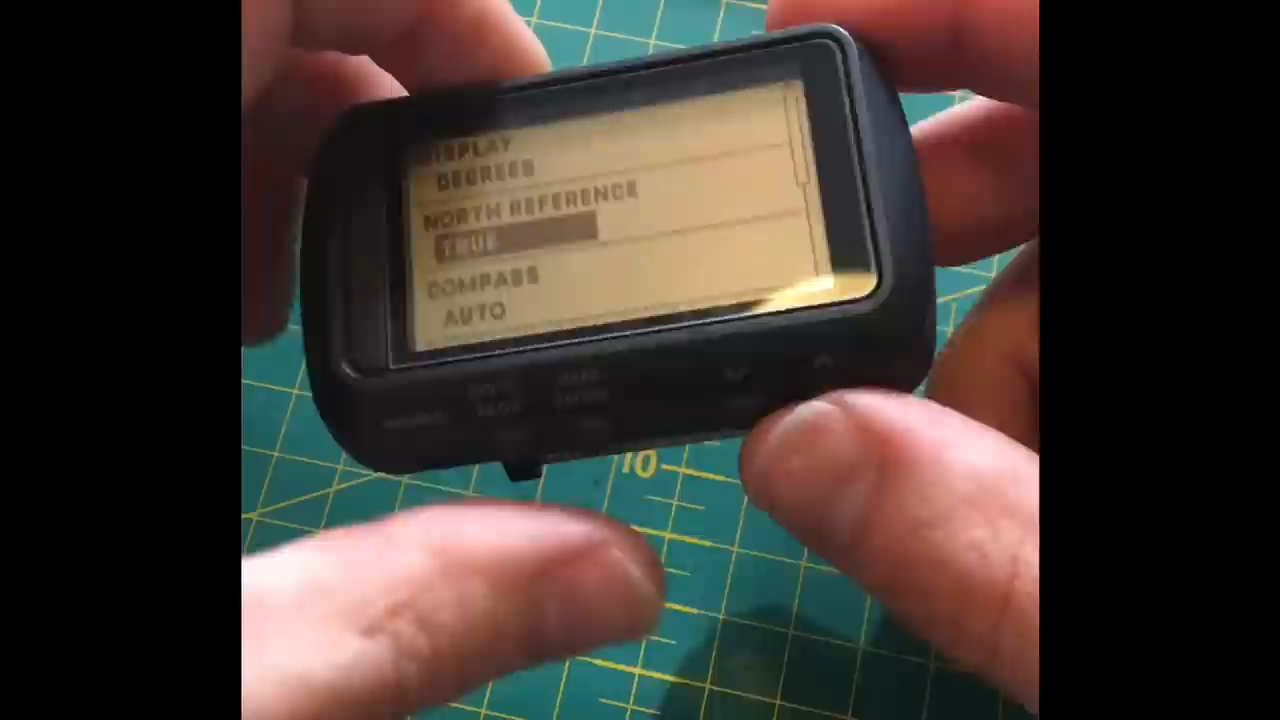 DISPLAY
DEGREES
NORTH REFERENCE
TRUE
COMPASS
AUTO
10